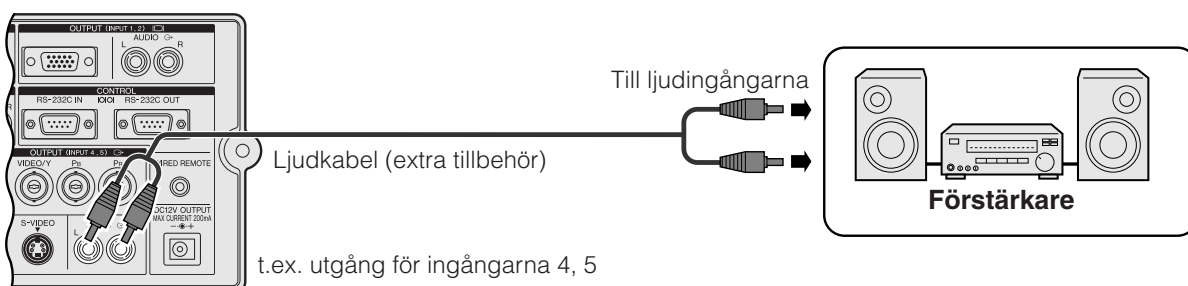 OUTPUT (INPUT 1, 2)
AUDIO
L R
CONTROL
RS-232C IN RS-232C OUT
OUTPUT (INPUT 4, 5)
VIDEO/Y PB PR
WIRED REMOTE
DC12V OUTPUT
MAX CURRENT 200mA
S-VIDEO
L
Ljudkabel (extra tillbehör)
t.ex. utgång för ingångarna 4, 5
Till ljudingångarna
Förstärkare